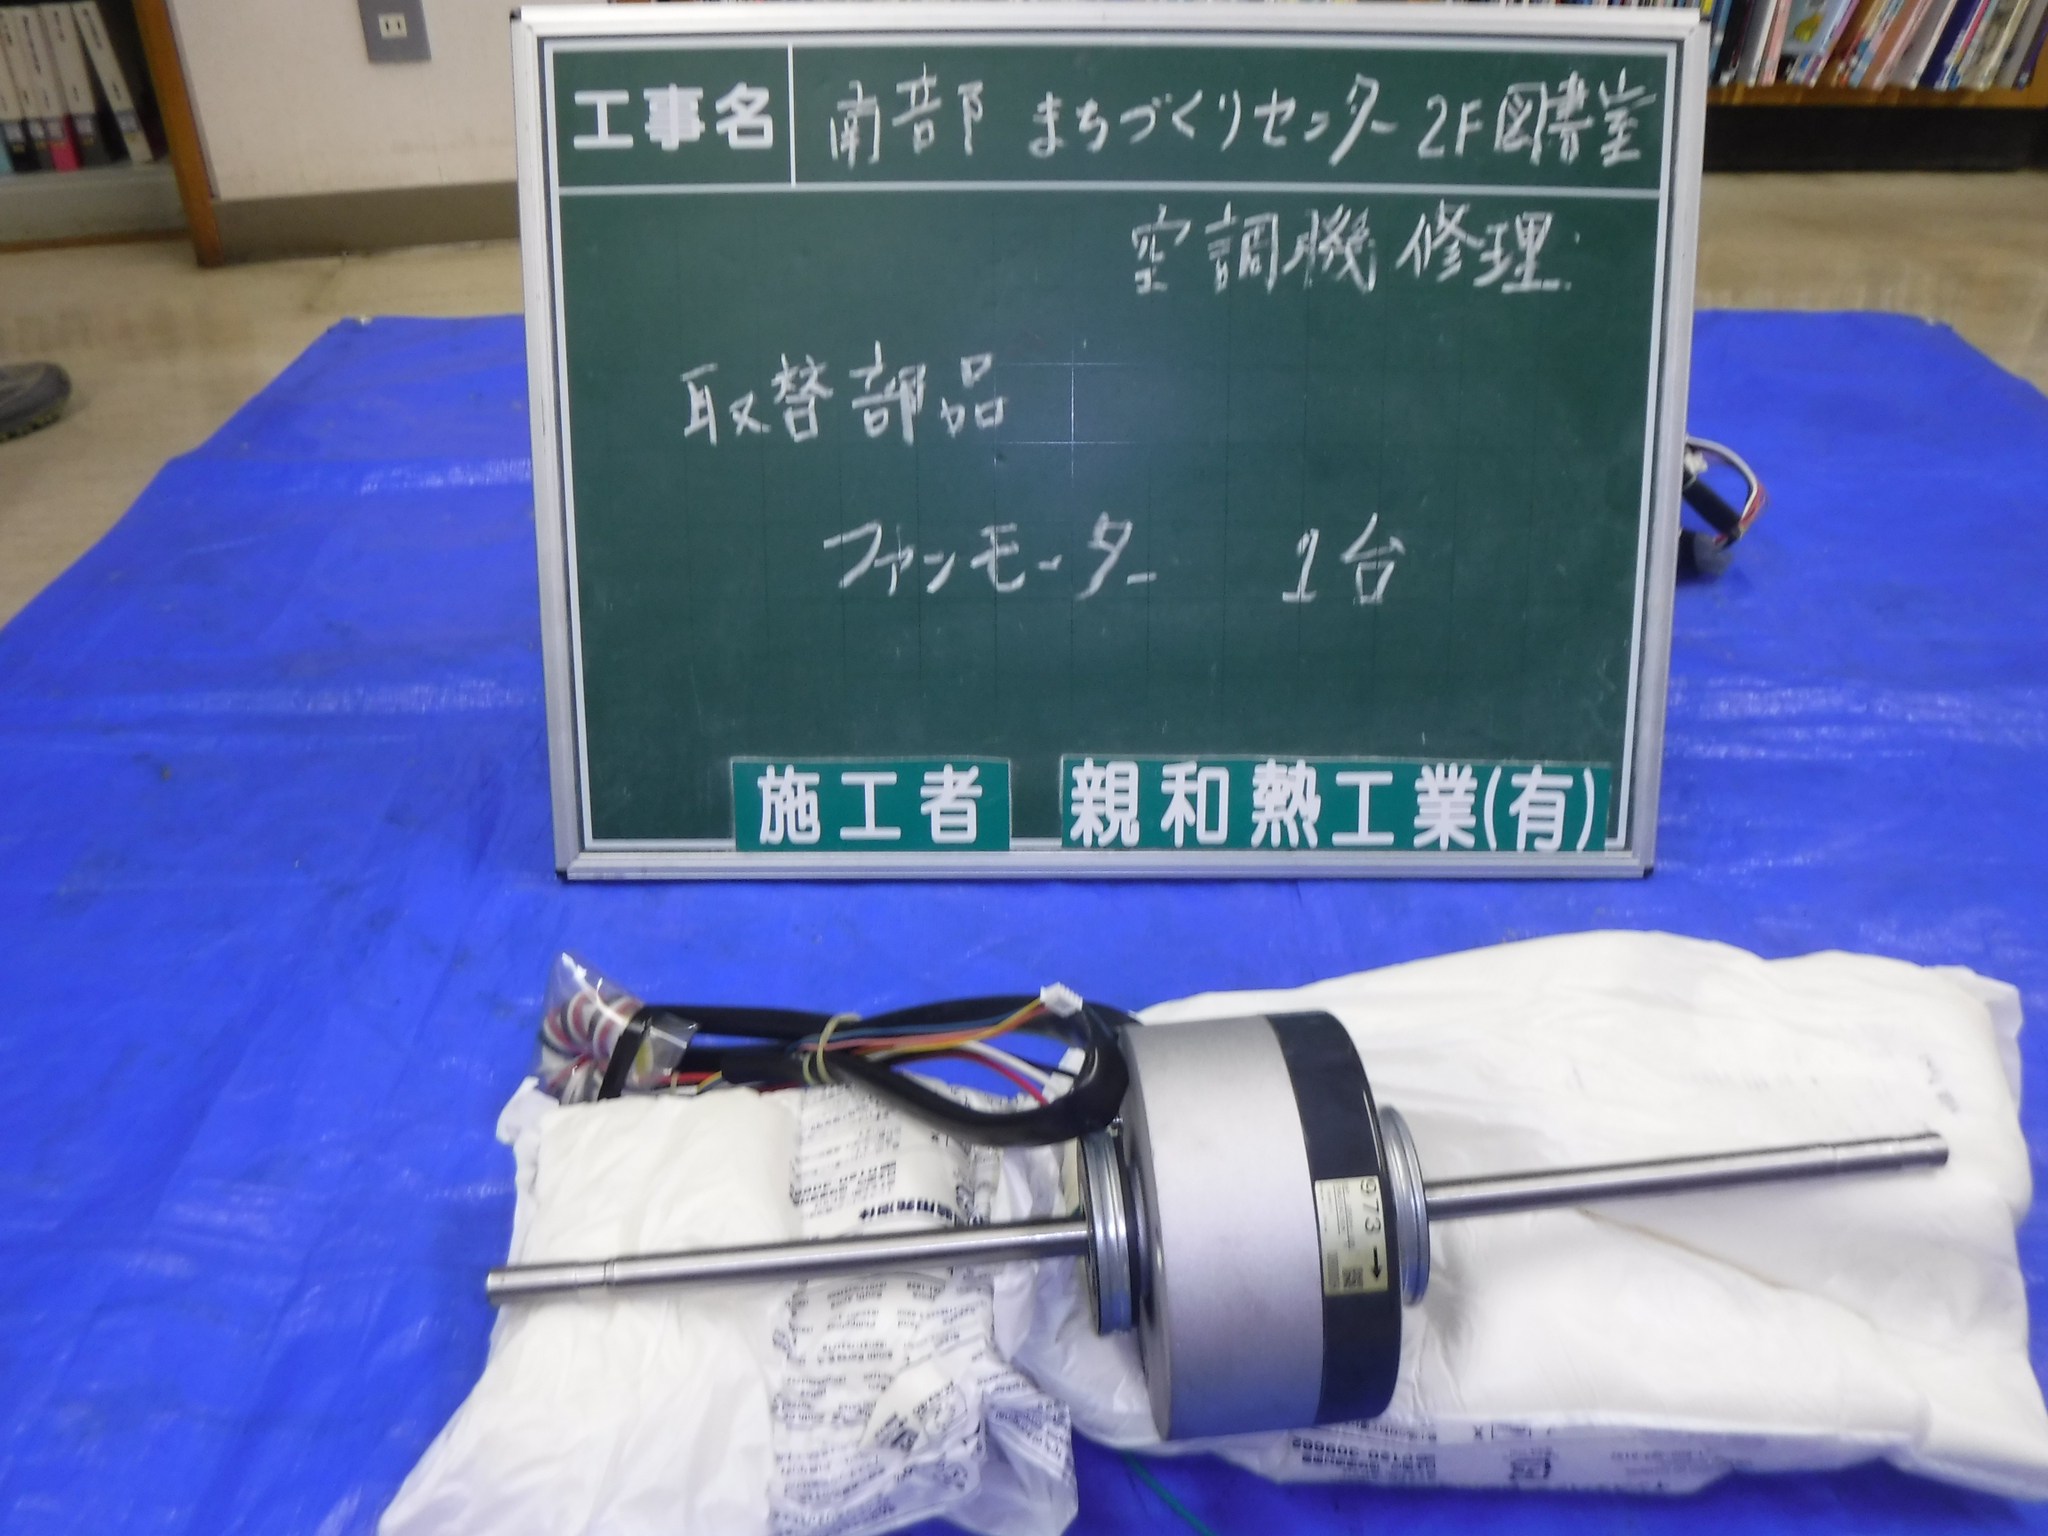 工事名 南部まちづくりセンター 2F図書室
空調機修理
取替部品
ファンモーター 1台
施工者 親和熱工業(有)
973